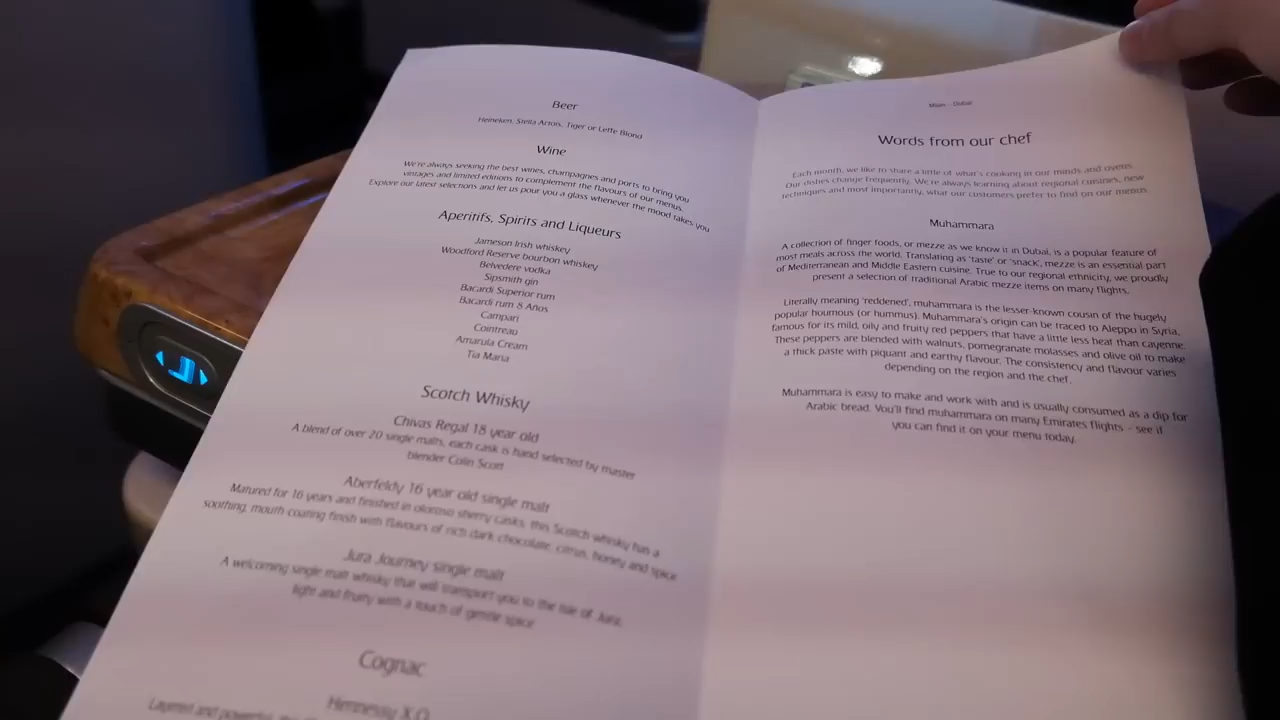 Beer
Heineken, Stella Artois, Tiger or Leffe Blond
Wine
We're always seeking the best wines, champagnes and ports to bring you
vintages and limited editions to complement the flavours of our menus.
Explore our latest selections and let us pour you a glass whenever the mood takes you
Aperitifs, Spirits and Liqueurs
Jameson Irish whiskey
Woodford Reserve bourbon whiskey
Belvedere vodka
Sipsmith gin
Bacardi Superior rum
Bacardi rum 8 Años
Campari
Cointreau
Amarula Cream
Tia Maria
Scotch Whisky
Chivas Regal 18 year old
A blend of over 20 single malts, each cask is hand selected by master
blender Colin Scott
Aberfeldy 16 year old single malt
Matured for 16 years and finished in oloroso sherry casks, this Scotch whisky has a
soothing, mouth coating finish with flavours of rich dark chocolate, citrus, honey and spice
Jura Journey single malt
A welcoming single malt whisky that will transport you to the Isle of Jura,
light and fruity with a touch of gentle spice
Cognac
Hennessy X.O
Layered and powerful
Milan - Dubai
Words from our chef
Each month, we like to share a little of what's cooking in our minds and ovens.
Our dishes change frequently. We're always learning about regional cuisines, new
techniques and most importantly, what our customers prefer to find on our menus.
Muhammara
A collection of finger foods, or mezze as we know it in Dubai, is a popular feature of
most meals across the world. Translating as 'taste' or 'snack', mezze is an essential part
of Mediterranean and Middle Eastern cuisine. True to our regional ethnicity, we proudly
present a selection of traditional Arabic mezze items on many flights.
Literally meaning 'reddened', muhammara is the lesser-known cousin of the hugely
popular houmous (or hummus). Muhammara's origin can be traced to Aleppo in Syria,
famous for its mild, oily and fruity red peppers that have a little less heat than cayenne.
These peppers are blended with walnuts, pomegranate molasses and olive oil to make
a thick paste with piquant and earthy flavour. The consistency and flavour varies
depending on the region and the chef.
Muhammara is easy to make and work with and is usually consumed as a dip for
Arabic bread. You'll find muhammara on many Emirates flights - see if
you can find it on your menu today.